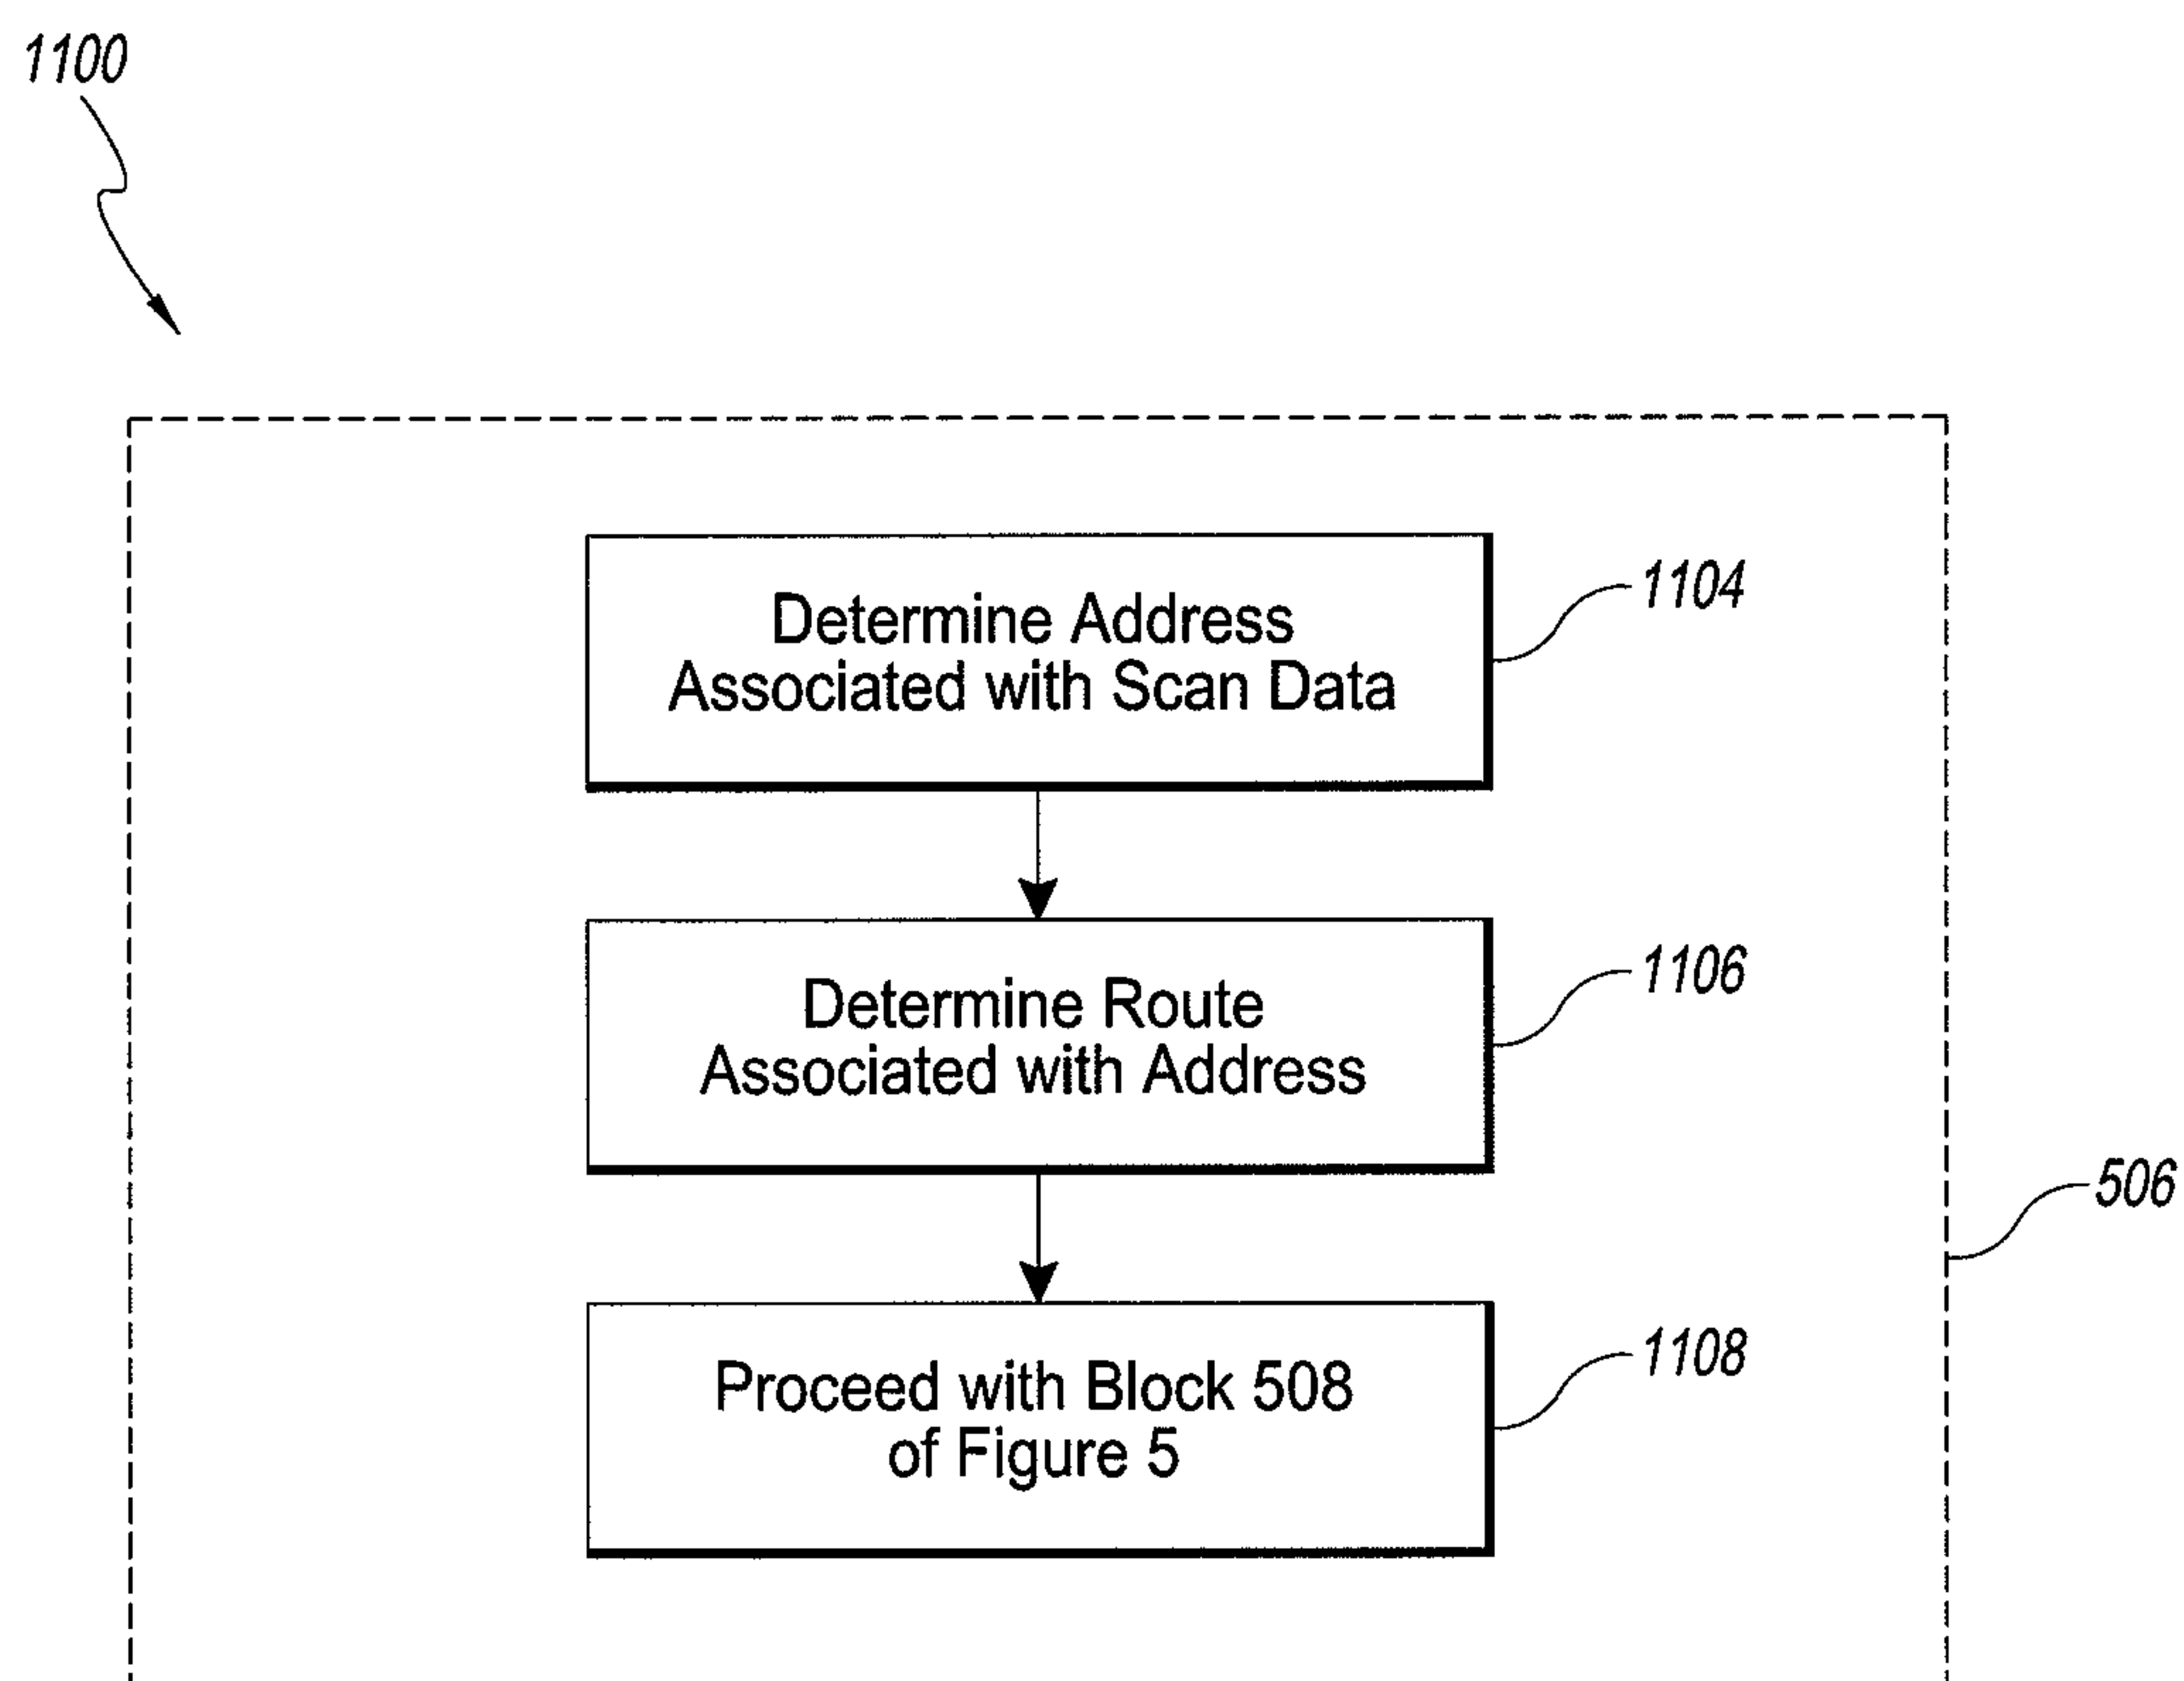 1100
Determine Address
Associated with Scan Data
1104
Determine Route
Associated with Address
1106
506
Proceed with Block 508
of Figure 5
1108